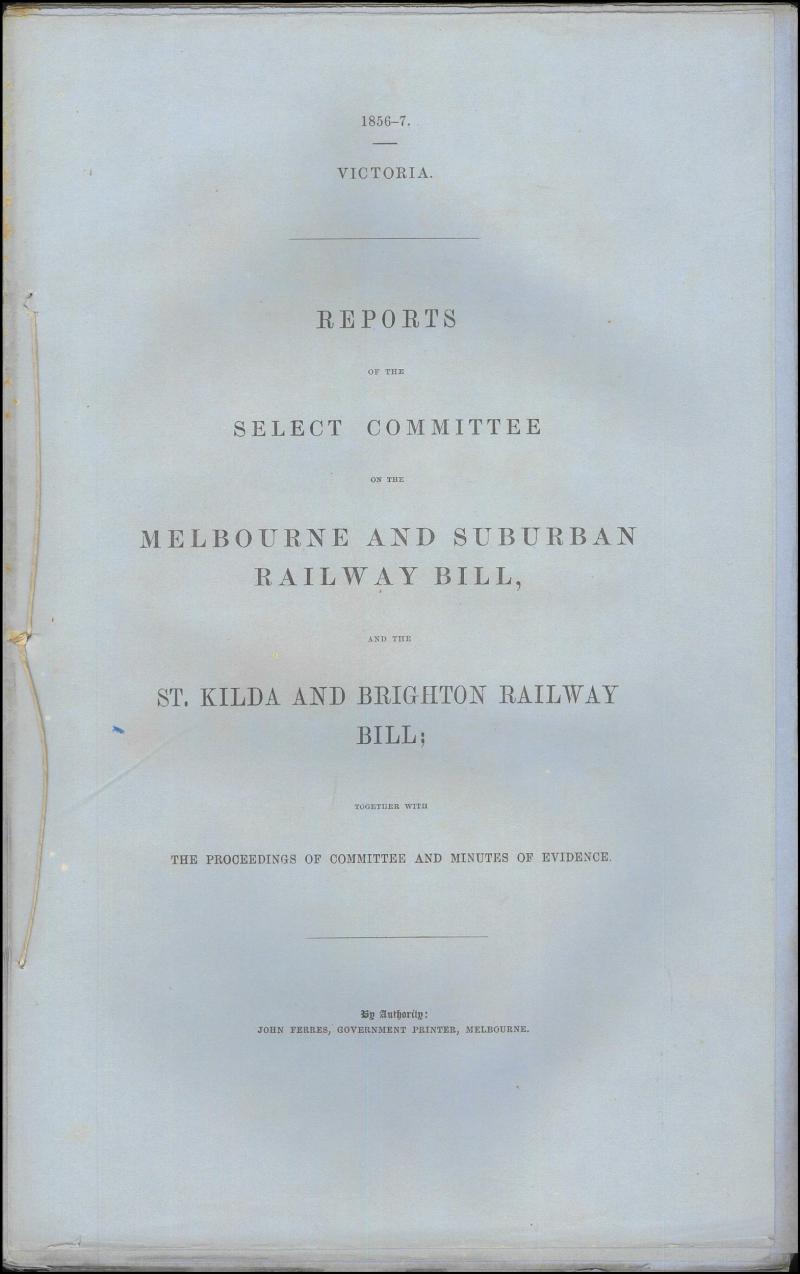 1856-7.
VICTORIA.
REPORTS
OF THE
SELECT COMMITTEE
ON THE
MELBOURNE AND SUBURBAN
RAILWAY BILL,
AND THE
ST. KILDA AND BRIGHTON RAILWAY
BILL;
TOGETHER WITH
THE PROCEEDINGS OF COMMITTEE AND MINUTES OF EVIDENCE.
By Authority:
JOHN FERRES, GOVERNMENT PRINTER, MELBOURNE.